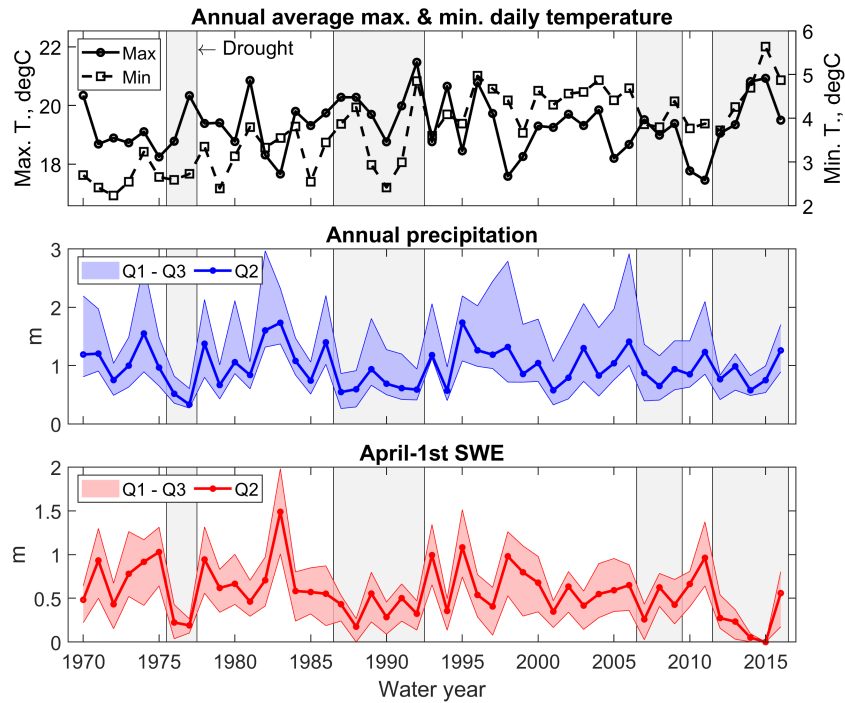 Annual average max. & min. daily temperature
Max. T., degC
22
20
18
Max
Min
← Drought
6
5
4
3
2
Min. T., degC
Annual precipitation
m
3
2
1
0
Q1 - Q3
Q2
April-1st SWE
m
2
1.5
1
0.5
0
Q1 - Q3
Q2
1970 1975 1980 1985 1990 1995 2000 2005 2010 2015
Water year